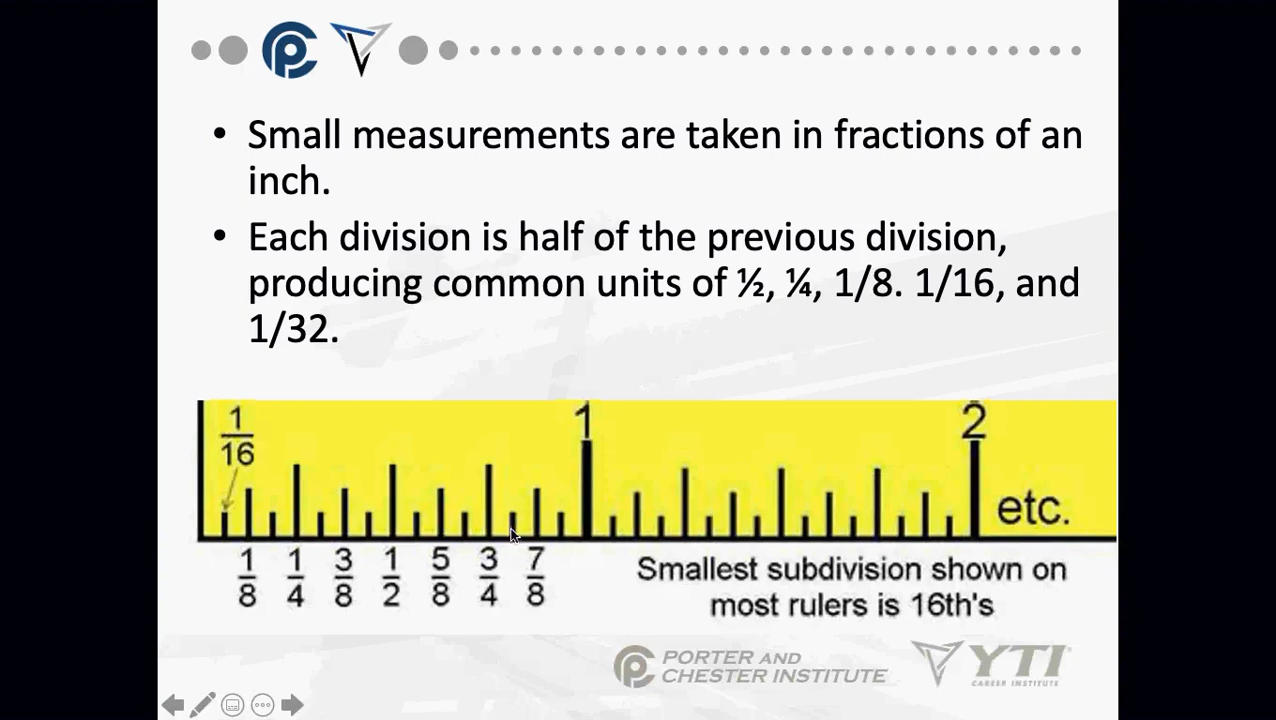 • Small measurements are taken in fractions of an
inch.
• Each division is half of the previous division,
producing common units of ½, ¼, 1/8. 1/16, and
1/32.
1/16
1
2
etc.
1/8 1/4 3/8 1/2 5/8 3/4 7/8
Smallest subdivision shown on
most rulers is 16th's
PORTER AND
CHESTER INSTITUTE
YTI
CAREER INSTITUTE